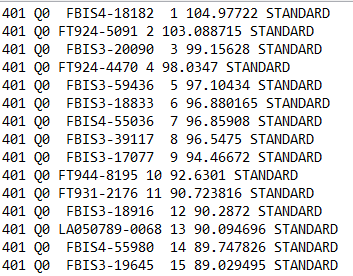 401 Q0  FBIS4-18182  1 104.97722 STANDARD
401 Q0 FT924-5091 2 103.088715 STANDARD
401 Q0  FBIS3-20090  3 99.15628 STANDARD
401 Q0 FT924-4470 4 98.0347 STANDARD
401 Q0  FBIS3-59436  5 97.10434 STANDARD
401 Q0  FBIS3-18833  6 96.880165 STANDARD
401 Q0  FBIS4-55036  7 96.85908 STANDARD
401 Q0  FBIS3-39117  8 96.5475 STANDARD
401 Q0  FBIS3-17077  9 94.46672 STANDARD
401 Q0 FT944-8195 10 92.6301 STANDARD
401 Q0 FT931-2176 11 90.723816 STANDARD
401 Q0  FBIS3-18916  12 90.2872 STANDARD
401 Q0 LA050789-0068 13 90.094696 STANDARD
401 Q0  FBIS4-55980  14 89.747826 STANDARD
401 Q0  FBIS3-19645  15 89.029495 STANDARD